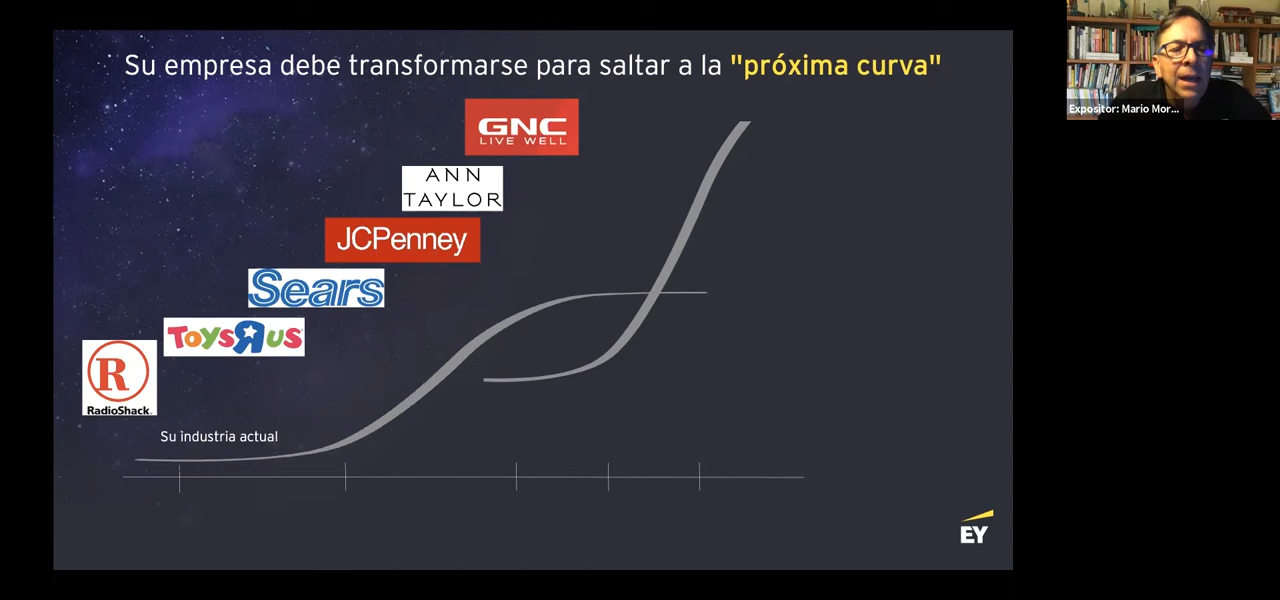 Su empresa debe transformarse para saltar a la "próxima curva"
GNC
LIVE WELL
ANN
TAYLOR
JCPenney
Sears
ToysRus
R
RadioShack
Su industria actual
EY
Expositor: Mario Mor...